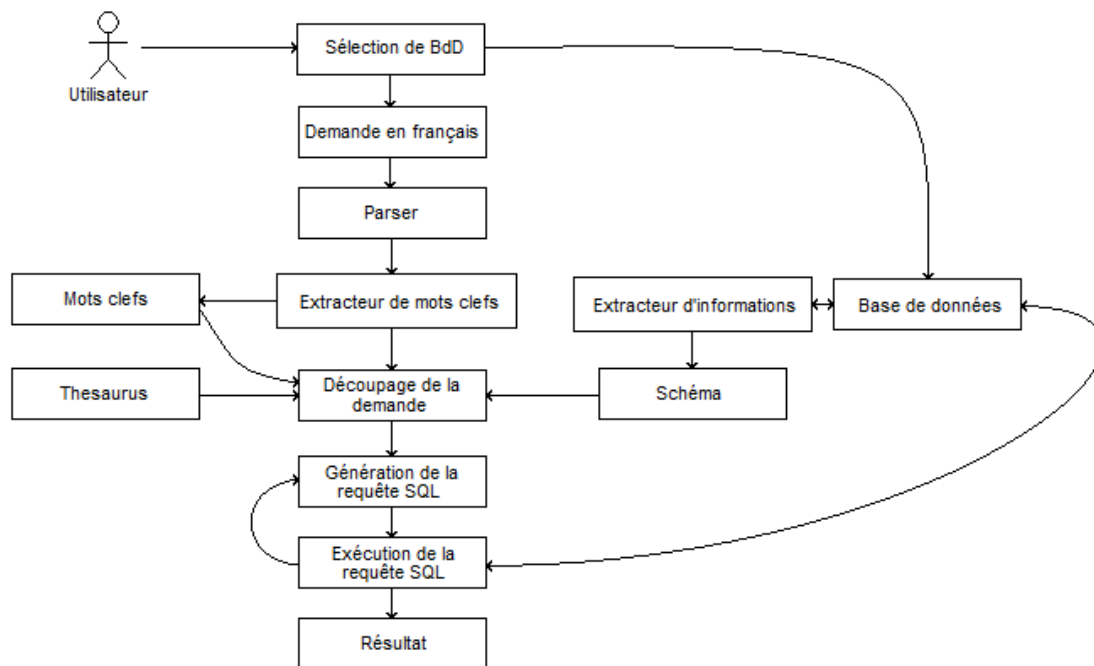 Sélection de BdD
Utilisateur
Demande en français
Parser
Mots clefs
Extracteur de mots clefs
Extracteur d'informations
Base de données
Thesaurus
Découpage de la
demande
Schéma
Génération de la
requête SQL
Exécution de la
requête SQL
Résultat